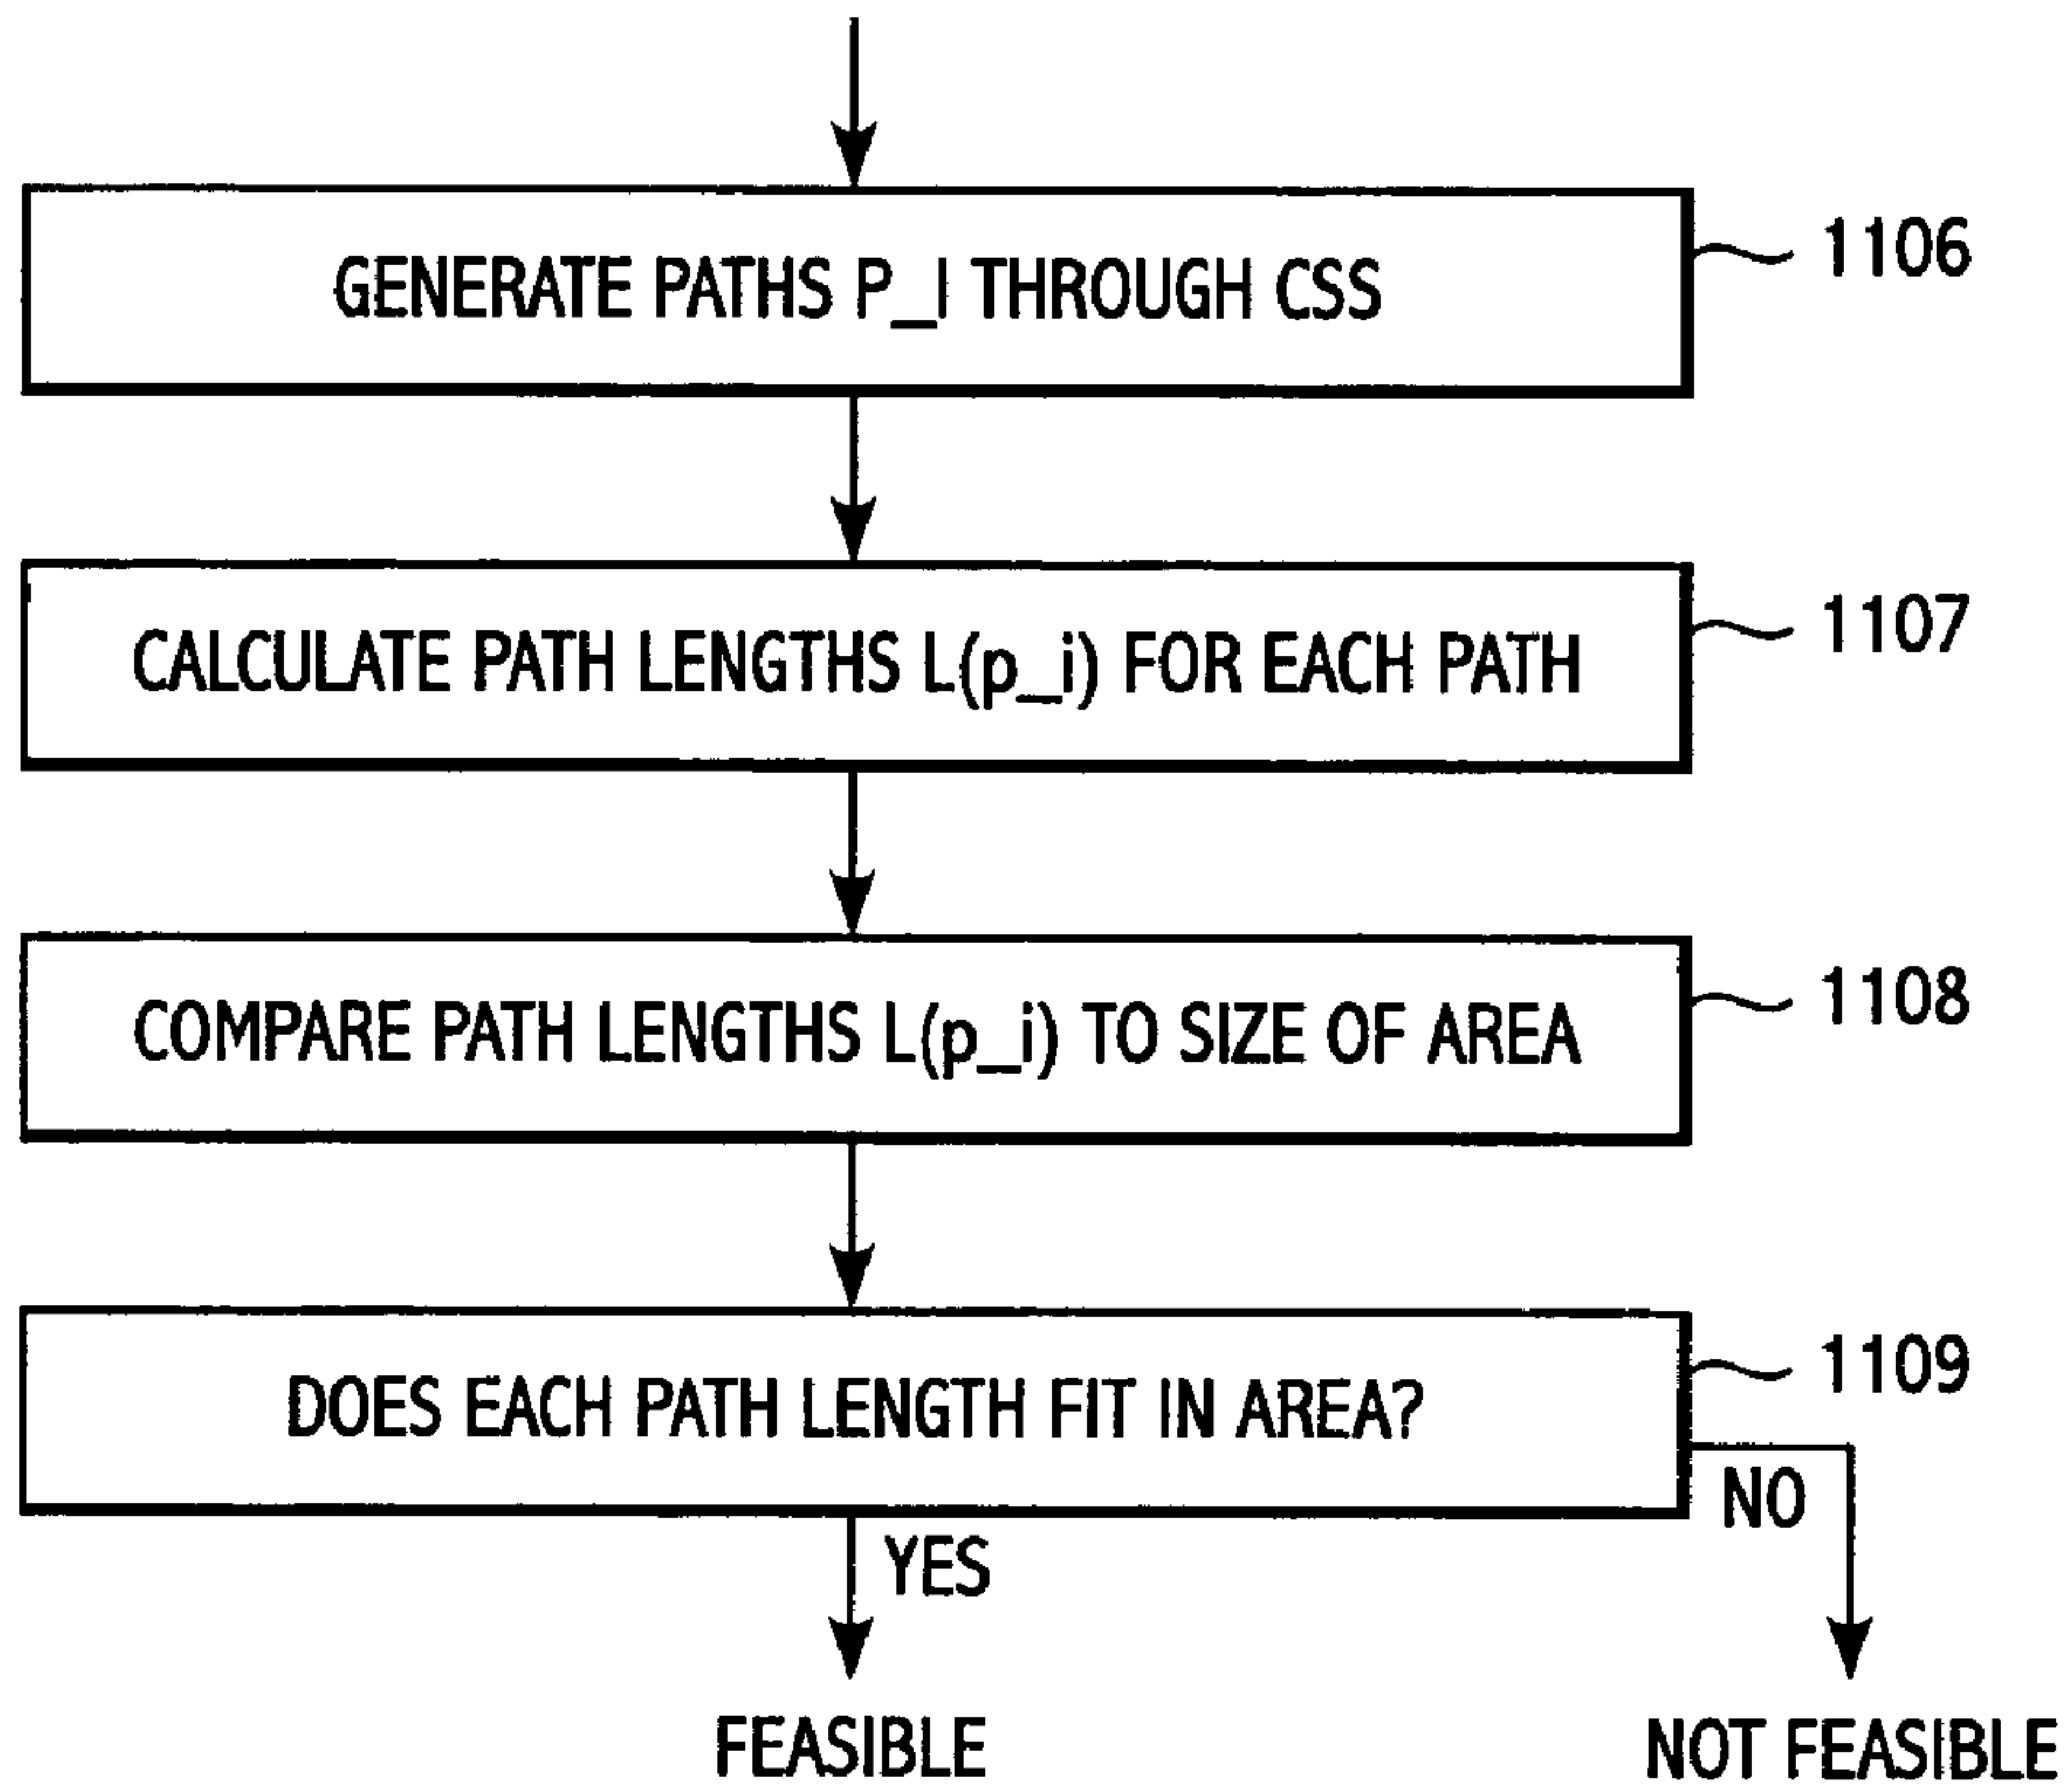 GENERATE PATHS P_I THROUGH CSS
1106
CALCULATE PATH LENGTHS L(p_i) FOR EACH PATH
1107
COMPARE PATH LENGTHS L(p_i) TO SIZE OF AREA
1108
DOES EACH PATH LENGTH FIT IN AREA?
1109
NO
YES
FEASIBLE
NOT FEASIBLE